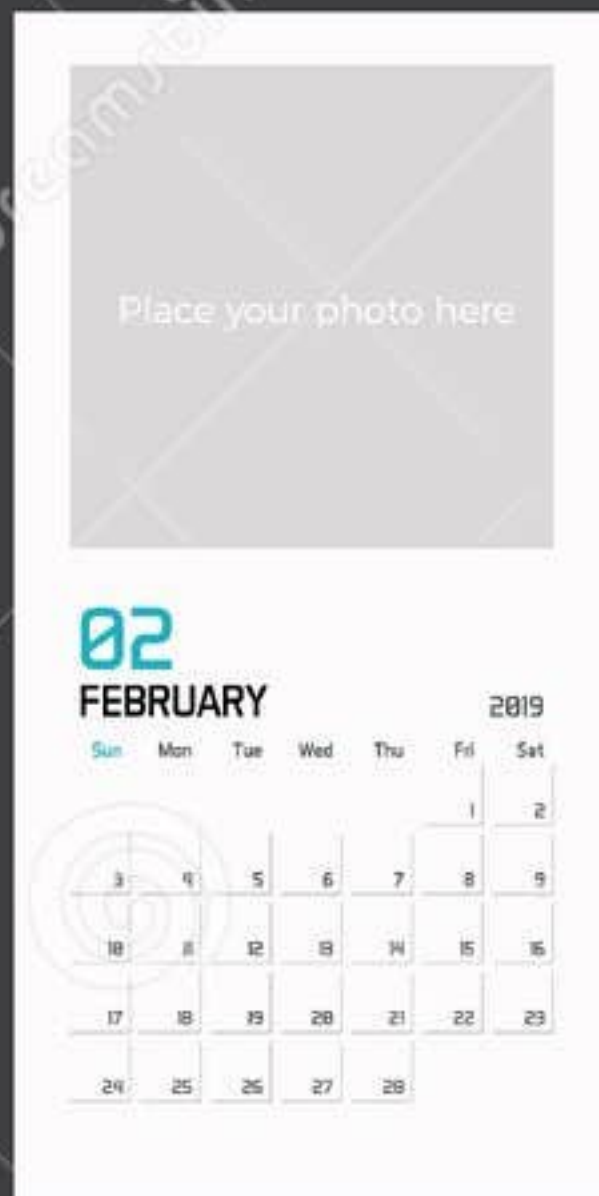 dreamstime
Place your photo here
02
FEBRUARY
2019
Sun Mon Tue Wed Thu Fri Sat
1 2
3 4 5 6 7 8 9
10 11 12 13 14 15 16
17 18 19 20 21 22 23
24 25 26 27 28